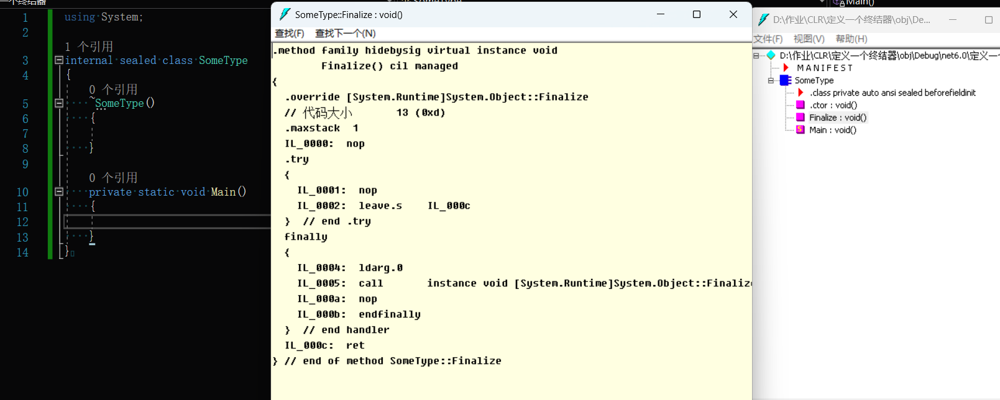 一个终结器
SomeType
Main()
1 using System;
2
1 个引用
3 internal sealed class SomeType
4 {
0 个引用
5 ~SomeType()
6 {
7
8 }
9
0 个引用
10 private static void Main()
11 {
12
13 }
14 }
SomeType::Finalize : void()
查找(F) 查找下一个(N)
.method family hidebysig virtual instance void
Finalize() cil managed
{
.override [System.Runtime]System.Object::Finalize
// 代码大小 13 (0xd)
.maxstack 1
IL_0000: nop
.try
{
IL_0001: nop
IL_0002: leave.s IL_000c
} // end .try
finally
{
IL_0004: ldarg.0
IL_0005: call instance void [System.Runtime]System.Object::Finalize
IL_000a: nop
IL_000b: endfinally
} // end handler
IL_000c: ret
} // end of method SomeType::Finalize
D:\作业\CLR\定义一个终结器\obj\De...
文件(F) 视图(V) 帮助(H)
D:\作业\CLR\定义一个终结器\obj\Debug\net6.0\定义一
MANIFEST
SomeType
.class private auto ansi sealed beforefieldinit
.ctor : void()
Finalize : void()
S Main : void()